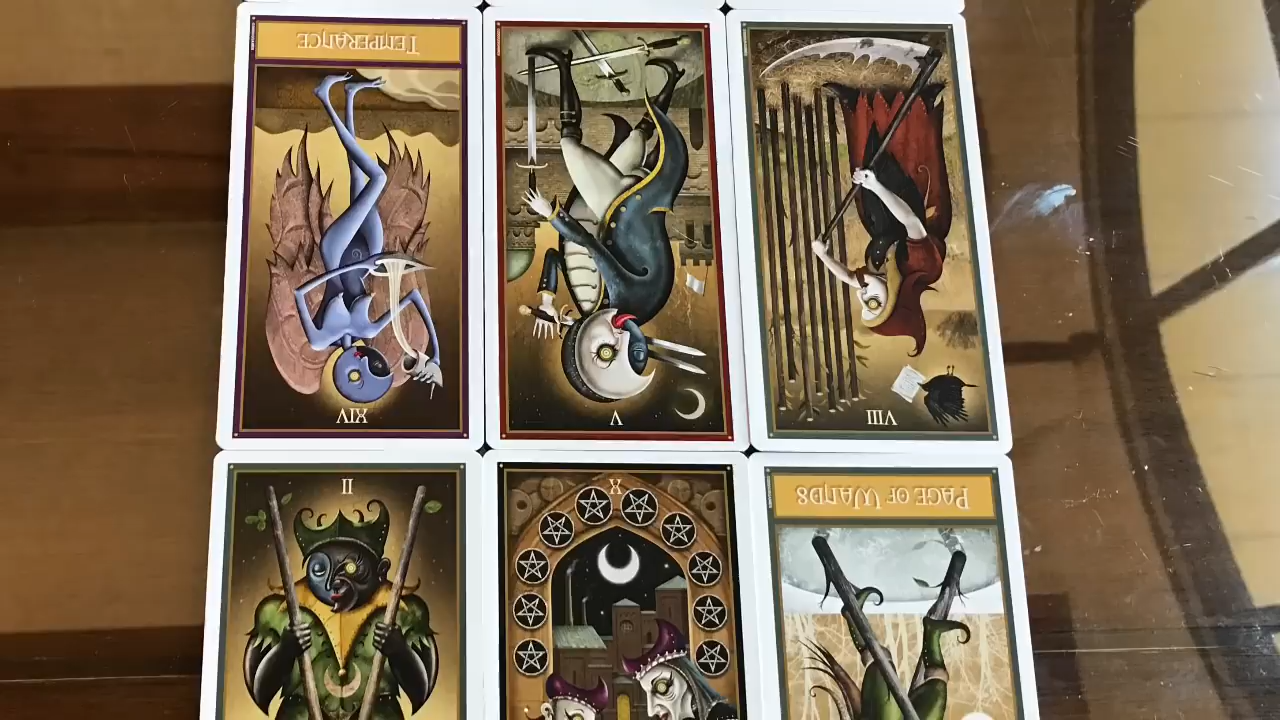 TEMPERANCE
XIV
V
VIII
II
X
PAGE OF WANDS